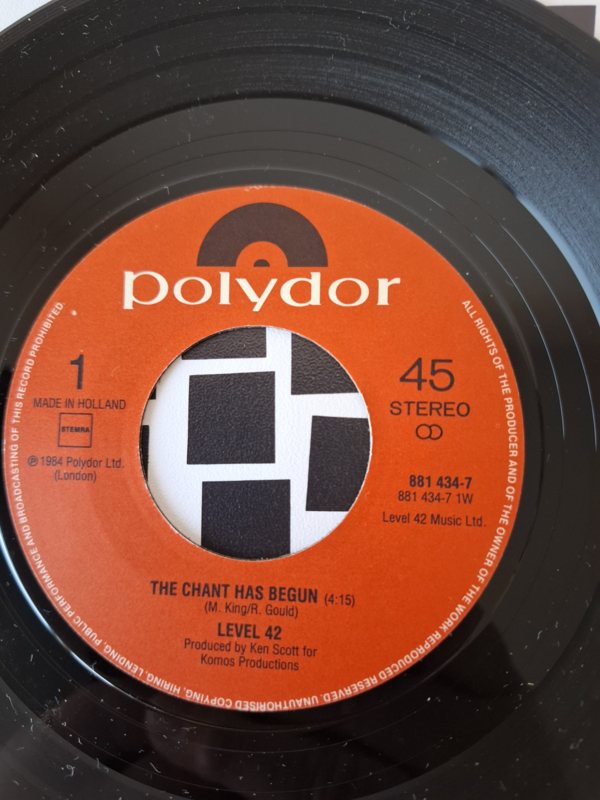 polydor
1
MADE IN HOLLAND
STEMRA
℗ 1984 Polydor Ltd.
(London)
45
STEREO
881 434-7
881 434-7 1W
Level 42 Music Ltd.
THE CHANT HAS BEGUN (4:15)
(M. King/R. Gould)
LEVEL 42
Produced by Ken Scott for
Komos Productions
ALL RIGHTS OF THE PRODUCER AND OF THE OWNER OF THE WORK REPRODUCED RESERVED. UNAUTHORISED COPYING, HIRING, LENDING, PUBLIC PERFORMANCE AND BROADCASTING OF THIS RECORD PROHIBITED.